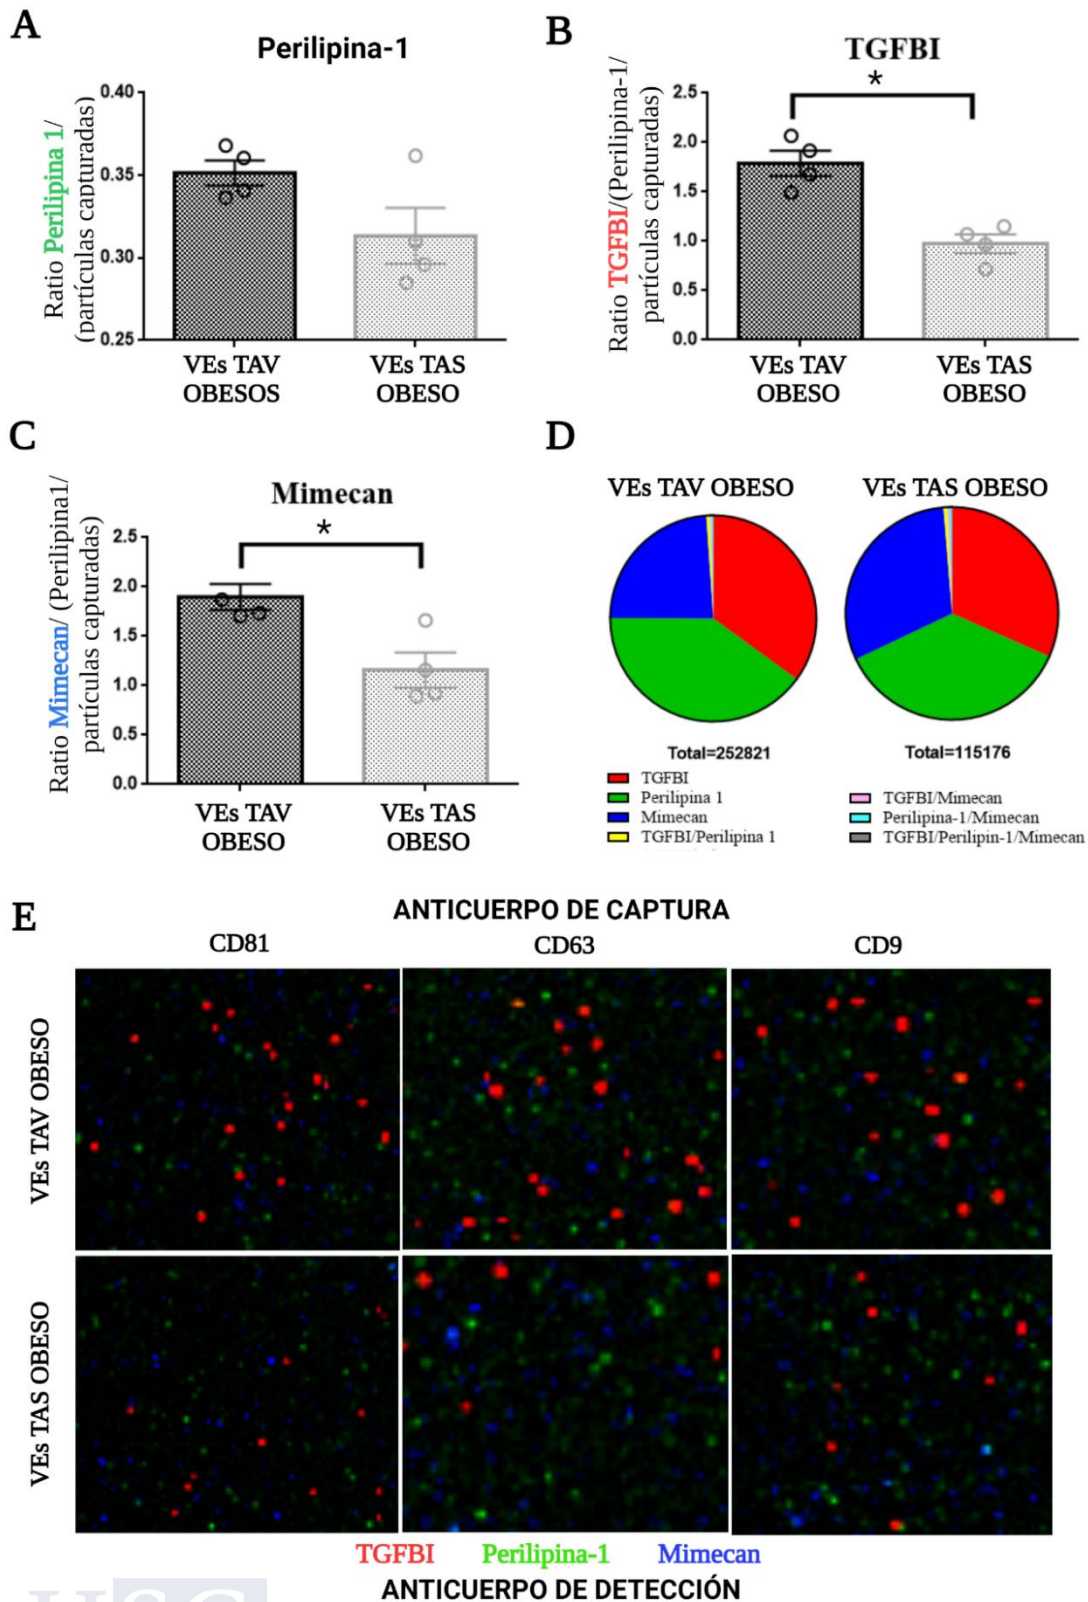 A
Perilipina-1
Ratio Perilipina 1/
(partículas capturadas)
0.40
0.35
0.30
0.25
VEs TAV
OBESOS
VEs TAS
OBESO
B
TGFBI
*
Ratio TGFBI/(Perilipina-1/
partículas capturadas)
2.5
2.0
1.5
1.0
0.5
0.0
VEs TAV
OBESO
VEs TAS
OBESO
C
Mimecan
*
Ratio Mimecan/ (Perilipina1/
partículas capturadas)
2.5
2.0
1.5
1.0
0.5
0.0
VEs TAV
OBESO
VEs TAS
OBESO
D
VEs TAV OBESO
VEs TAS OBESO
Total=252821
Total=115176
TGFBI
Perilipina 1
Mimecan
TGFBI/Perilipina 1
TGFBI/Mimecan
Perilipina-1/Mimecan
TGFBI/Perilipin-1/Mimecan
E
ANTICUERPO DE CAPTURA
CD81
CD63
CD9
VEs TAV OBESO
VEs TAS OBESO
TGFBI
Perilipina-1
Mimecan
ANTICUERPO DE DETECCIÓN